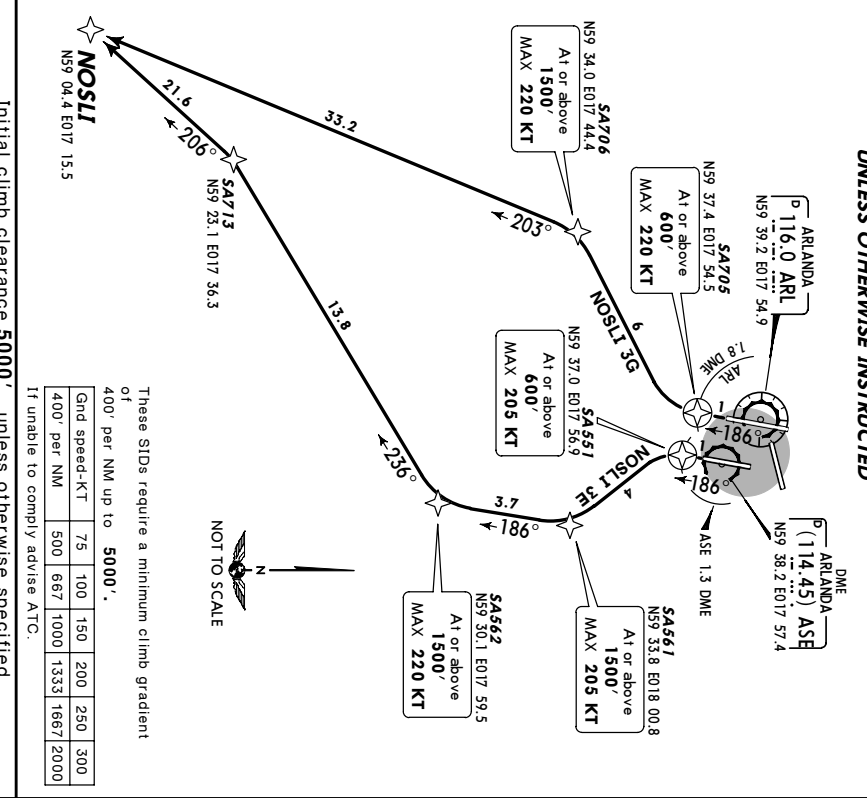 UNLESS OTHERWISE INSTRUCTED
D
ARLANDA
116.0 ARL
N59 39.2 E017 54.9
DME
ARLANDA
D (114.45) ASE
N59 38.2 E017 57.4
ARL
1.8 DME
ASE 1.3 DME
SA705
N59 37.4 E017 54.5
At or above
600'
MAX 220 KT
1
186°
1
186°
SA551
N59 37.0 E017 56.9
At or above
600'
MAX 205 KT
SA706
N59 34.0 E017 44.4
At or above
1500'
MAX 220 KT
6
NOSLI 3G
NOSLI 3E
4
SA561
N59 33.8 E018 00.8
At or above
1500'
MAX 205 KT
203°
3.7
186°
SA562
N59 30.1 E017 59.5
At or above
1500'
MAX 220 KT
33.2
236°
13.8
SA713
N59 23.1 E017 36.3
21.6
206°
NOSLI
N59 04.4 E017 15.5
N
NOT TO SCALE
These SIDs require a minimum climb gradient
of
400' per NM up to 5000'.
Gnd speed-KT 75 100 150 200 250 300
400' per NM 500 667 1000 1333 1667 2000
If unable to comply advise ATC.
Initial climb clearance 5000' unless otherwise specified